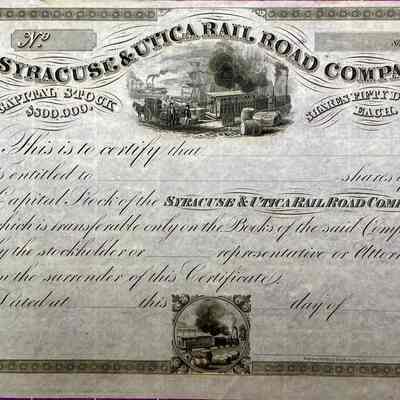 No
SYRACUSE & UTICA RAIL ROAD COMPA
CAPITAL STOCK
$800,000.
SHARES FIFTY D
EACH.
This is to certify that
is entitled to shares
Capital Stock of the SYRACUSE & UTICA RAIL ROAD COM
which is transferable only on the Books of the said Comp
by the stockholder or representative or Attor
on the surrender of this Certificate.
Dated at this day of